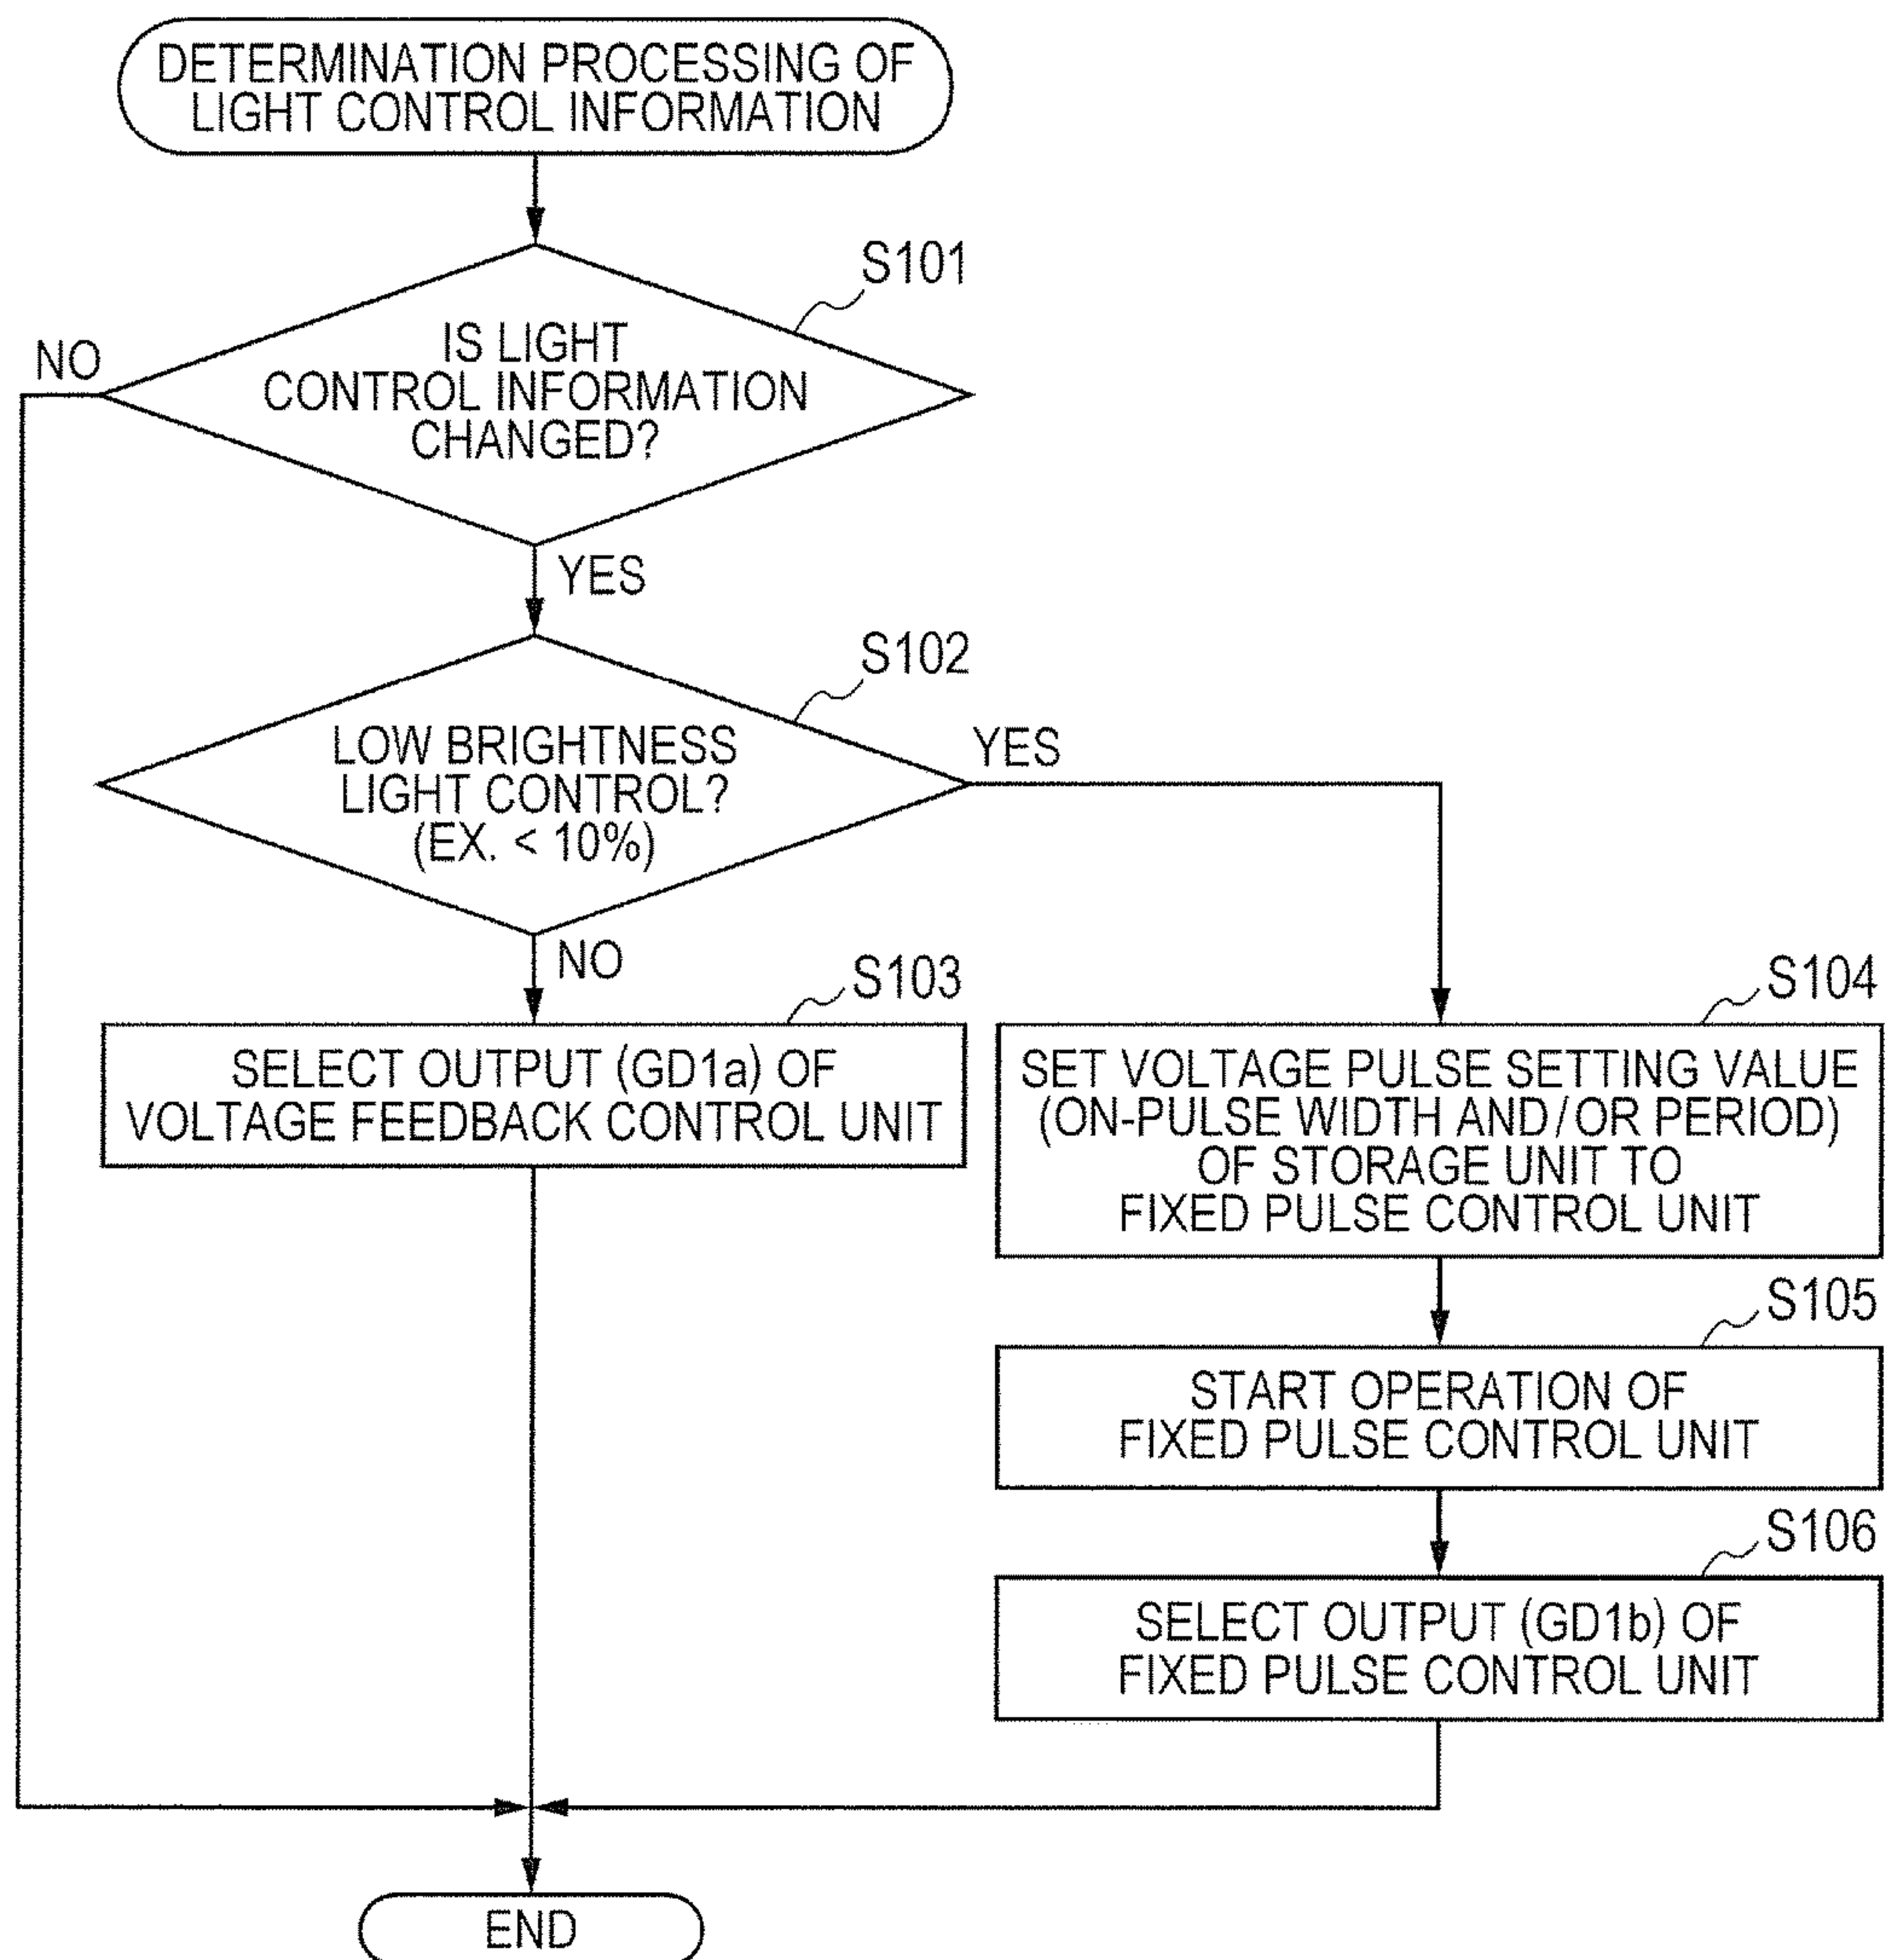 DETERMINATION PROCESSING OF
LIGHT CONTROL INFORMATION
S101
NO
IS LIGHT
CONTROL INFORMATION
CHANGED?
YES
S102
LOW BRIGHTNESS
LIGHT CONTROL?
(EX. < 10%)
YES
NO
S103
SELECT OUTPUT (GD1a) OF
VOLTAGE FEEDBACK CONTROL UNIT
S104
SET VOLTAGE PULSE SETTING VALUE
(ON-PULSE WIDTH AND/OR PERIOD)
OF STORAGE UNIT TO
FIXED PULSE CONTROL UNIT
S105
START OPERATION OF
FIXED PULSE CONTROL UNIT
S106
SELECT OUTPUT (GD1b) OF
FIXED PULSE CONTROL UNIT
END